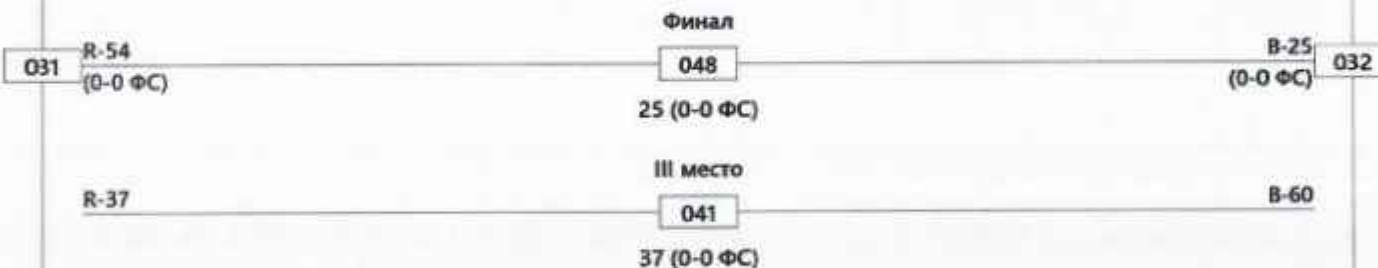 Финал
031 R-54 048 B-25 032
(0-0 ФС) (0-0 ФС)
25 (0-0 ФС)
III место
R-37 041 B-60
37 (0-0 ФС)